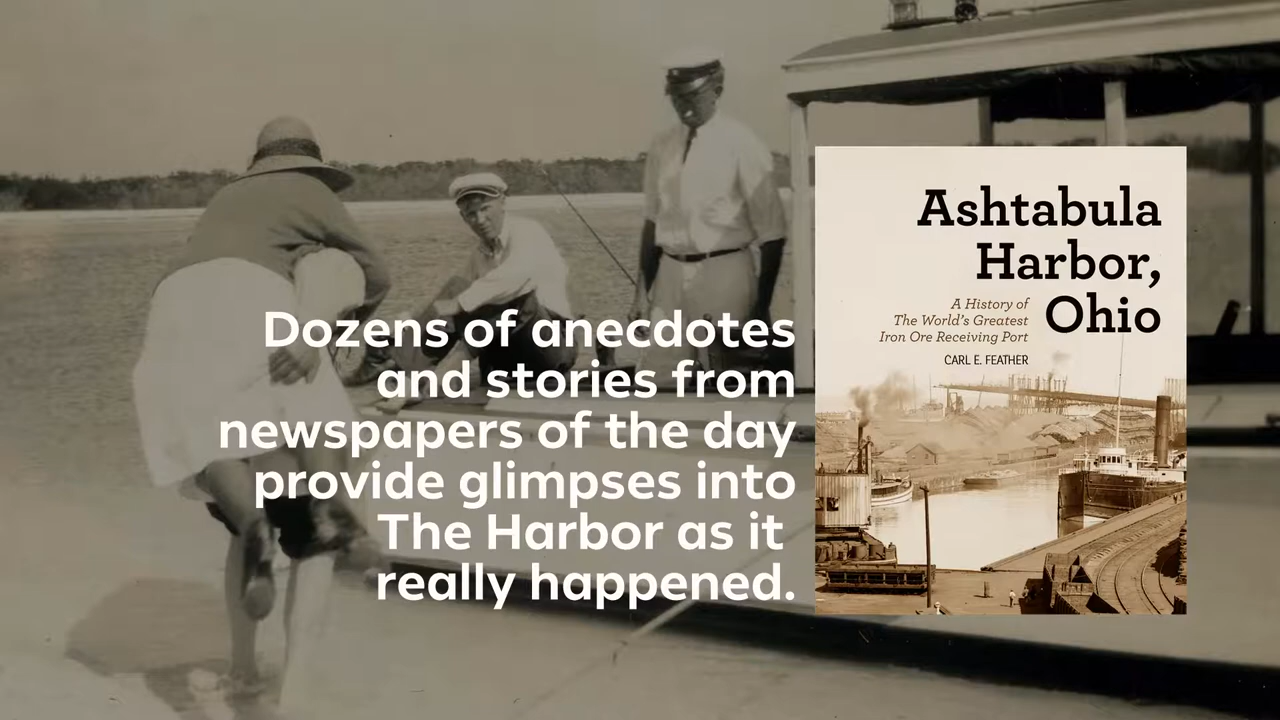 Dozens of anecdotes
and stories from
newspapers of the day
provide glimpses into
The Harbor as it
really happened.
Ashtabula
Harbor,
Ohio
A History of
The World's Greatest
Iron Ore Receiving Port
CARL E. FEATHER